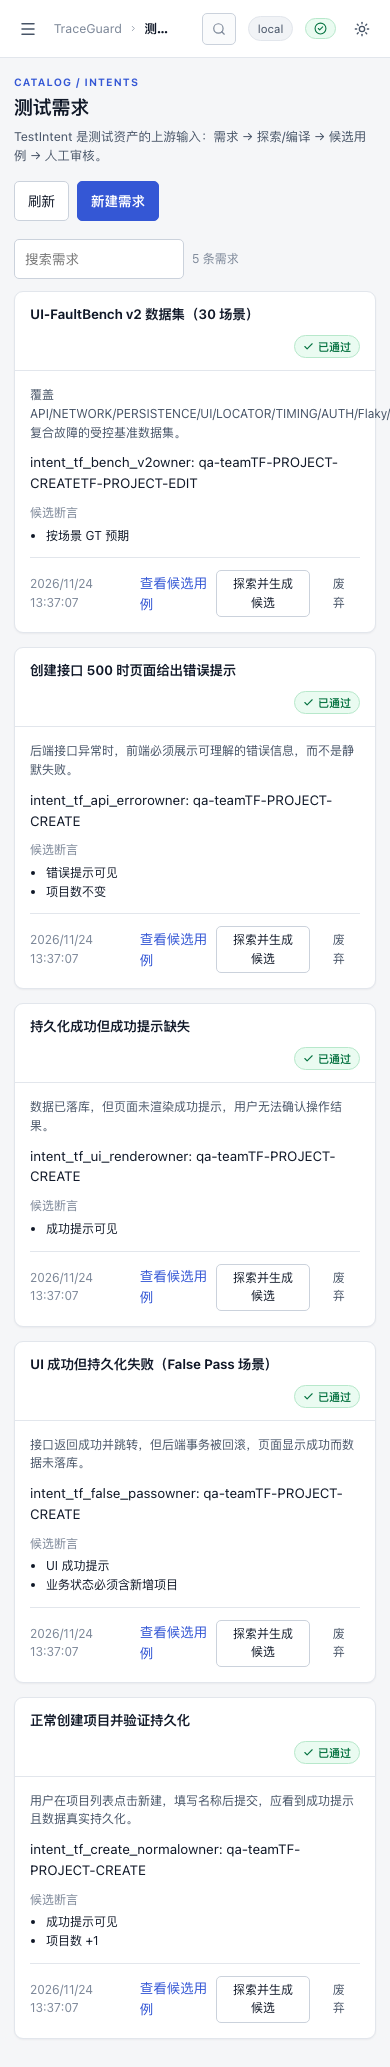 TraceGuard › 测试... local
CATALOG / INTENTS
测试需求
TestIntent 是测试资产的上游输入：需求 → 探索/编译 → 候选用
例 → 人工审核。
刷新 新建需求
搜索需求 5 条需求
UI-FaultBench v2 数据集（30 场景）
已通过
覆盖
API/NETWORK/PERSISTENCE/UI/LOCATOR/TIMING/AUTH/Flaky/
复合故障的受控基准数据集。
intent_tf_bench_v2owner: qa-teamTF-PROJECT-
CREATETF-PROJECT-EDIT
候选断言
• 按场景 GT 预期
2026/11/24 查看候选用 探索并生成 废
13:37:07 例 候选 弃
创建接口 500 时页面给出错误提示
已通过
后端接口异常时，前端必须展示可理解的错误信息，而不是静
默失败。
intent_tf_api_errorowner: qa-teamTF-PROJECT-
CREATE
候选断言
• 错误提示可见
• 项目数不变
2026/11/24 查看候选用 探索并生成 废
13:37:07 例 候选 弃
持久化成功但成功提示缺失
已通过
数据已落库，但页面未渲染成功提示，用户无法确认操作结
果。
intent_tf_ui_renderowner: qa-teamTF-PROJECT-
CREATE
候选断言
• 成功提示可见
2026/11/24 查看候选用 探索并生成 废
13:37:07 例 候选 弃
UI 成功但持久化失败（False Pass 场景）
已通过
接口返回成功并跳转，但后端事务被回滚，页面显示成功而数
据未落库。
intent_tf_false_passowner: qa-teamTF-PROJECT-
CREATE
候选断言
• UI 成功提示
• 业务状态必须含新增项目
2026/11/24 查看候选用 探索并生成 废
13:37:07 例 候选 弃
正常创建项目并验证持久化
已通过
用户在项目列表点击新建，填写名称后提交，应看到成功提示
且数据真实持久化。
intent_tf_create_normalowner: qa-teamTF-
PROJECT-CREATE
候选断言
• 成功提示可见
• 项目数 +1
2026/11/24 查看候选用 探索并生成 废
13:37:07 例 候选 弃